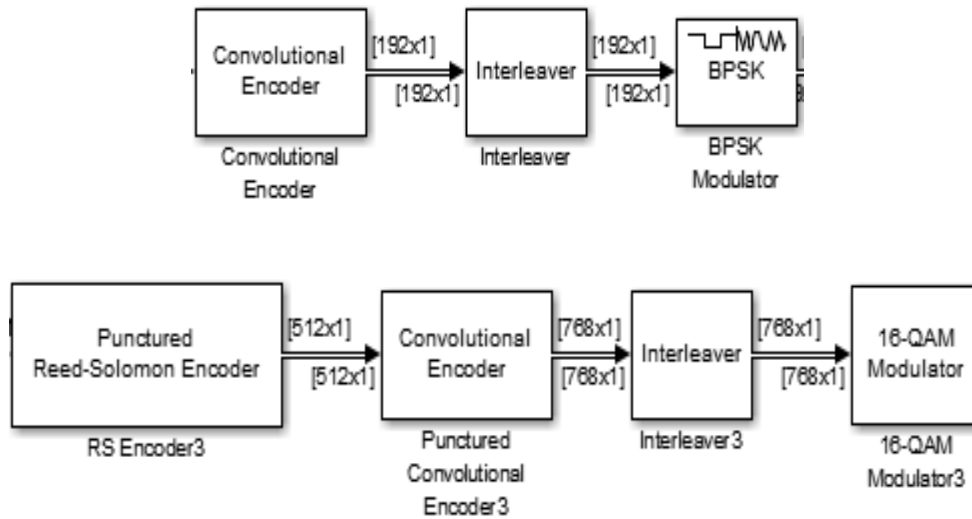 Convolutional
Encoder
[192x1]
[192x1]
Convolutional
Encoder
Interleaver
[192x1]
[192x1]
Interleaver
BPSK
BPSK
Modulator
Punctured
Reed-Solomon Encoder
[512x1]
[512x1]
RS Encoder3
Convolutional
Encoder
[768x1]
[768x1]
Punctured
Convolutional
Encoder3
Interleaver
[768x1]
[768x1]
Interleaver3
16-QAM
Modulator
16-QAM
Modulator3